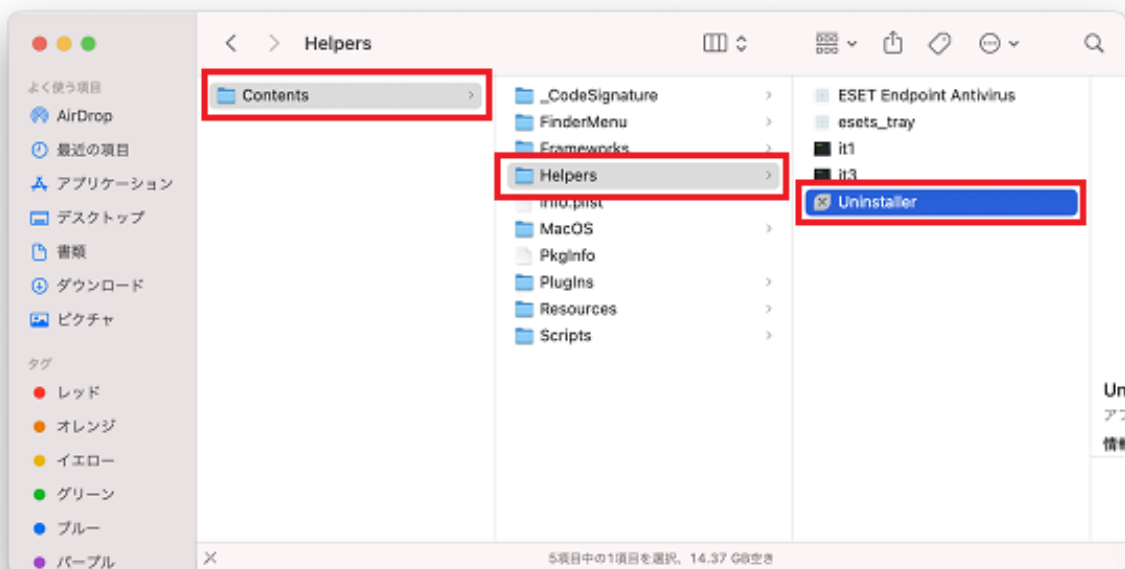 Helpers
よく使う項目
AirDrop
最近の項目
アプリケーション
デスクトップ
書類
ダウンロード
ピクチャ
タグ
レッド
オレンジ
イエロー
グリーン
ブルー
パープル
Contents
_CodeSignature
FinderMenu
Frameworks
Helpers
Info.plist
MacOS
PkgInfo
PlugIns
Resources
Scripts
ESET Endpoint Antivirus
esets_tray
it1
it3
Uninstaller
Un
アプ
情報
5項目中の1項目を選択、14.37 GB空き